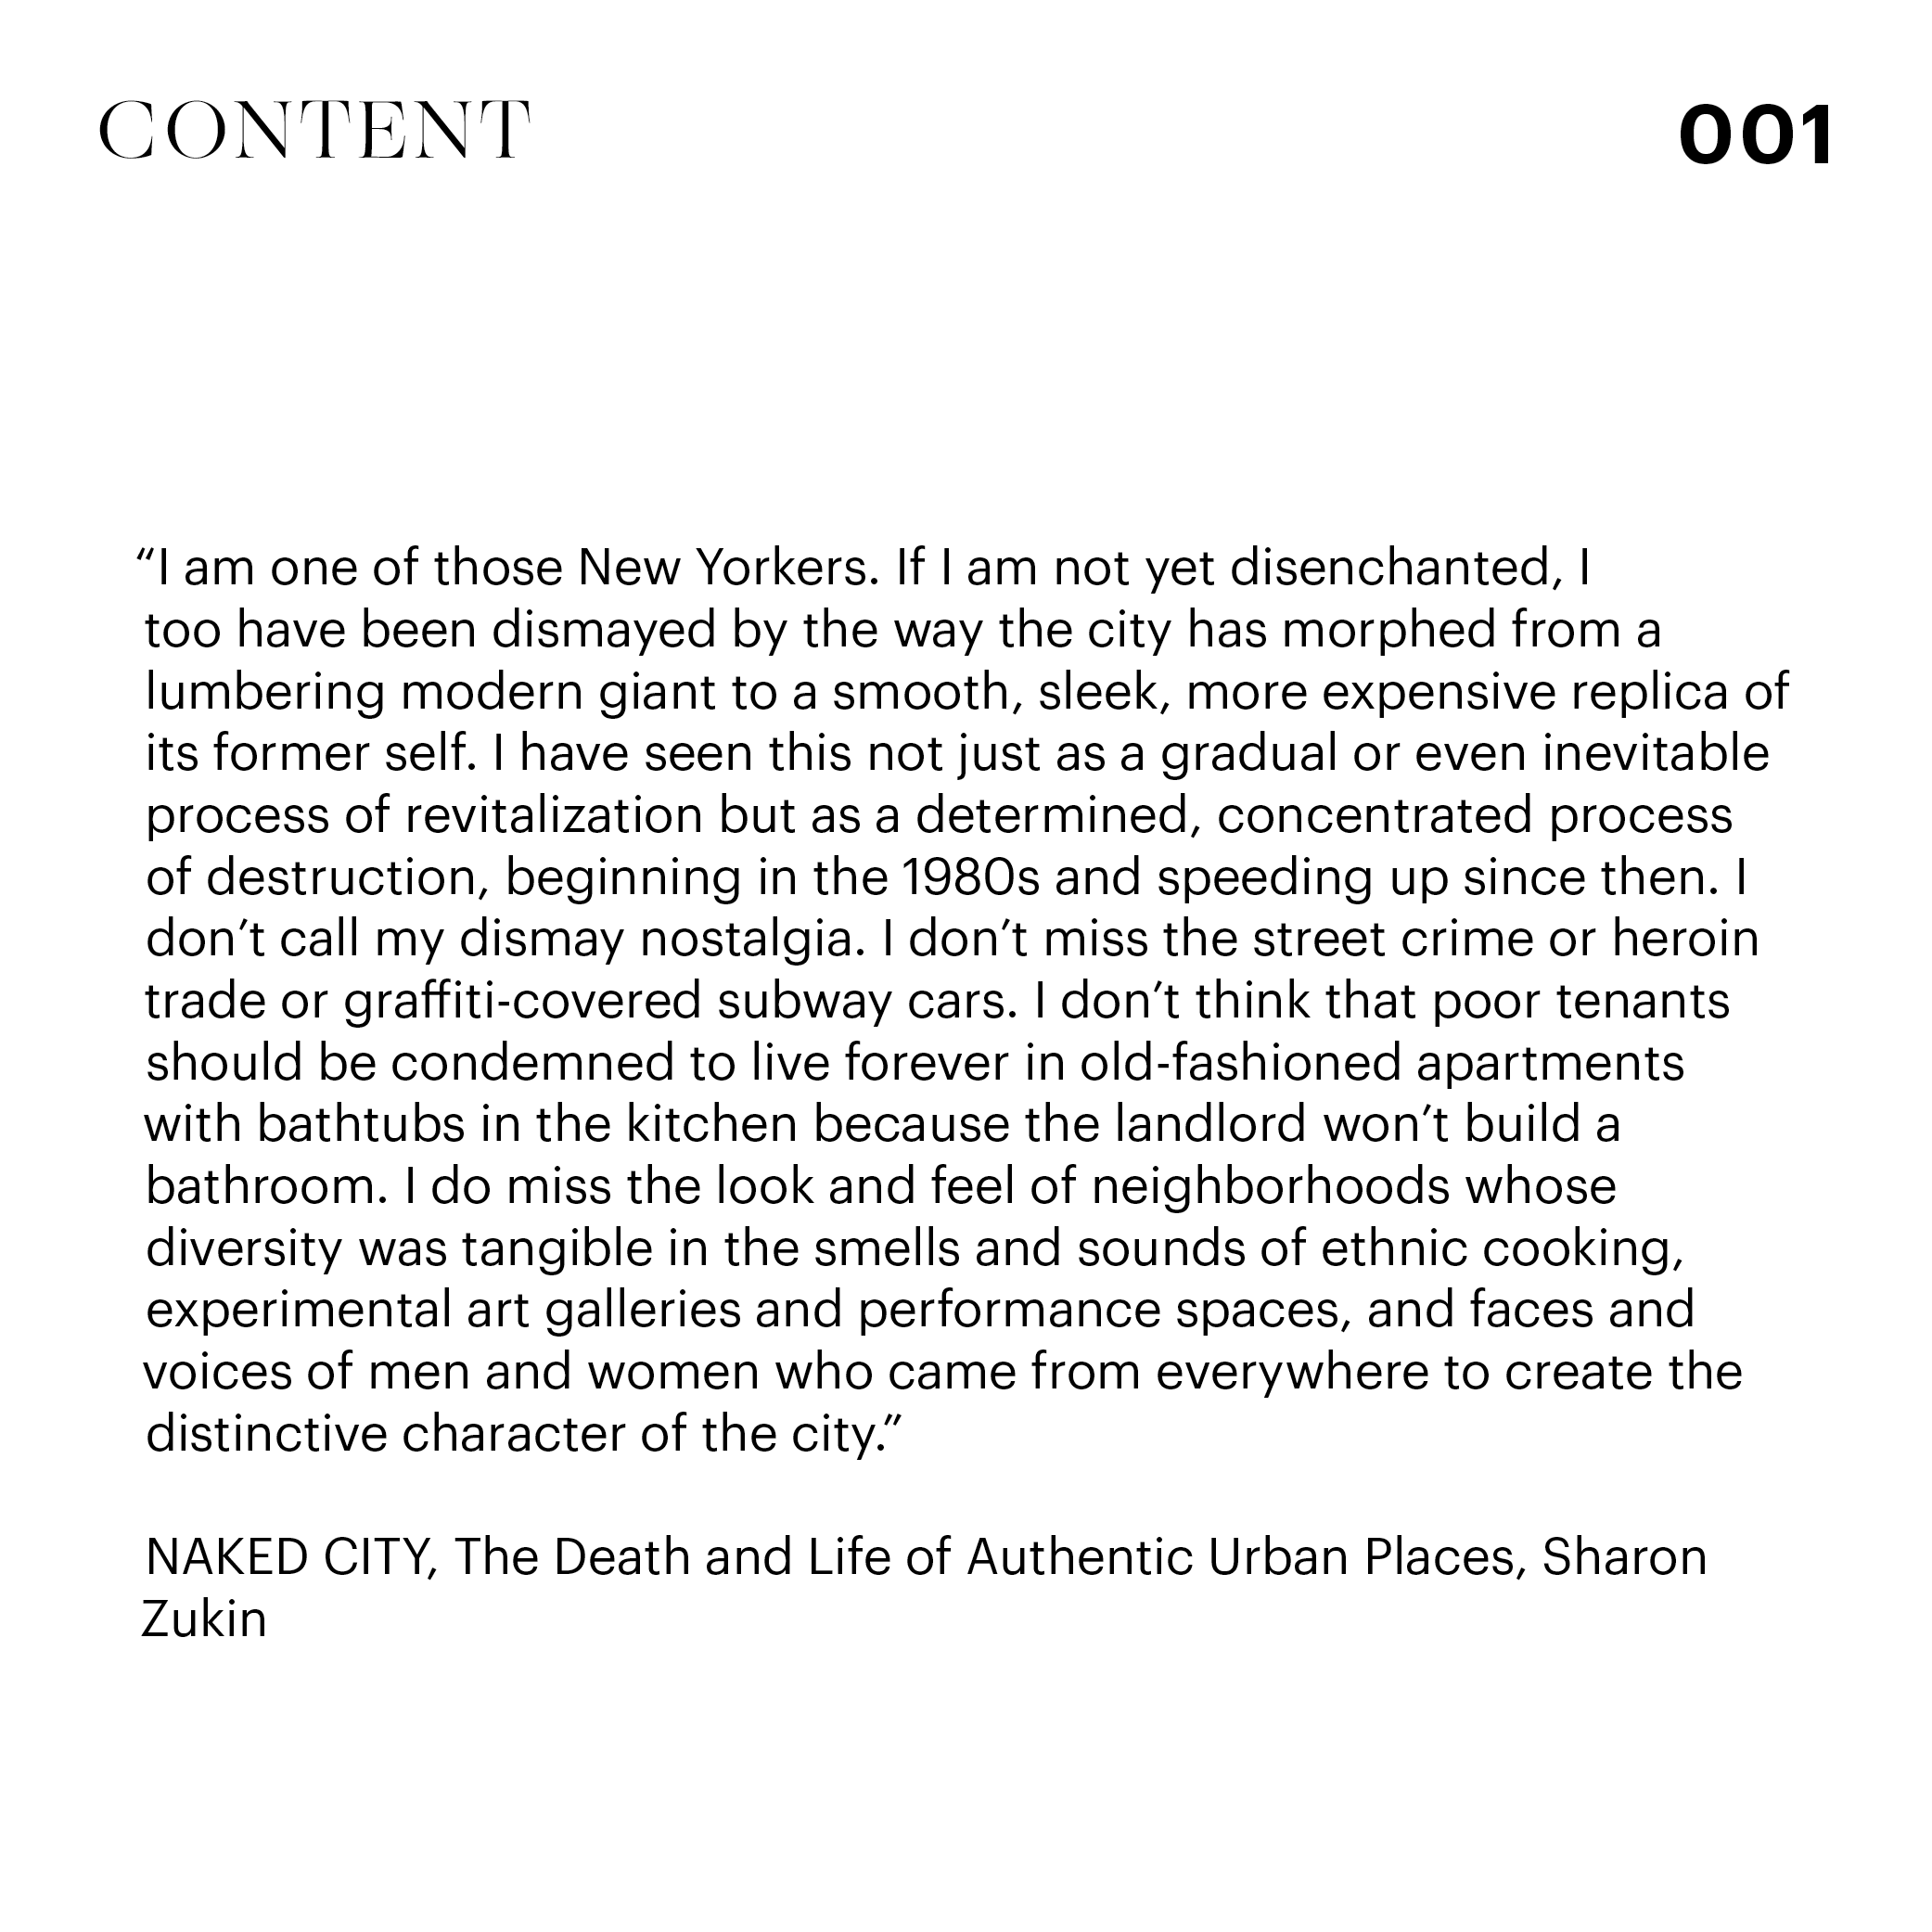 CONTENT
001
“I am one of those New Yorkers. If I am not yet disenchanted, I
too have been dismayed by the way the city has morphed from a
lumbering modern giant to a smooth, sleek, more expensive replica of
its former self. I have seen this not just as a gradual or even inevitable
process of revitalization but as a determined, concentrated process
of destruction, beginning in the 1980s and speeding up since then. I
don’t call my dismay nostalgia. I don’t miss the street crime or heroin
trade or graffiti-covered subway cars. I don’t think that poor tenants
should be condemned to live forever in old-fashioned apartments
with bathtubs in the kitchen because the landlord won’t build a
bathroom. I do miss the look and feel of neighborhoods whose
diversity was tangible in the smells and sounds of ethnic cooking,
experimental art galleries and performance spaces, and faces and
voices of men and women who came from everywhere to create the
distinctive character of the city.”
NAKED CITY, The Death and Life of Authentic Urban Places, Sharon
Zukin